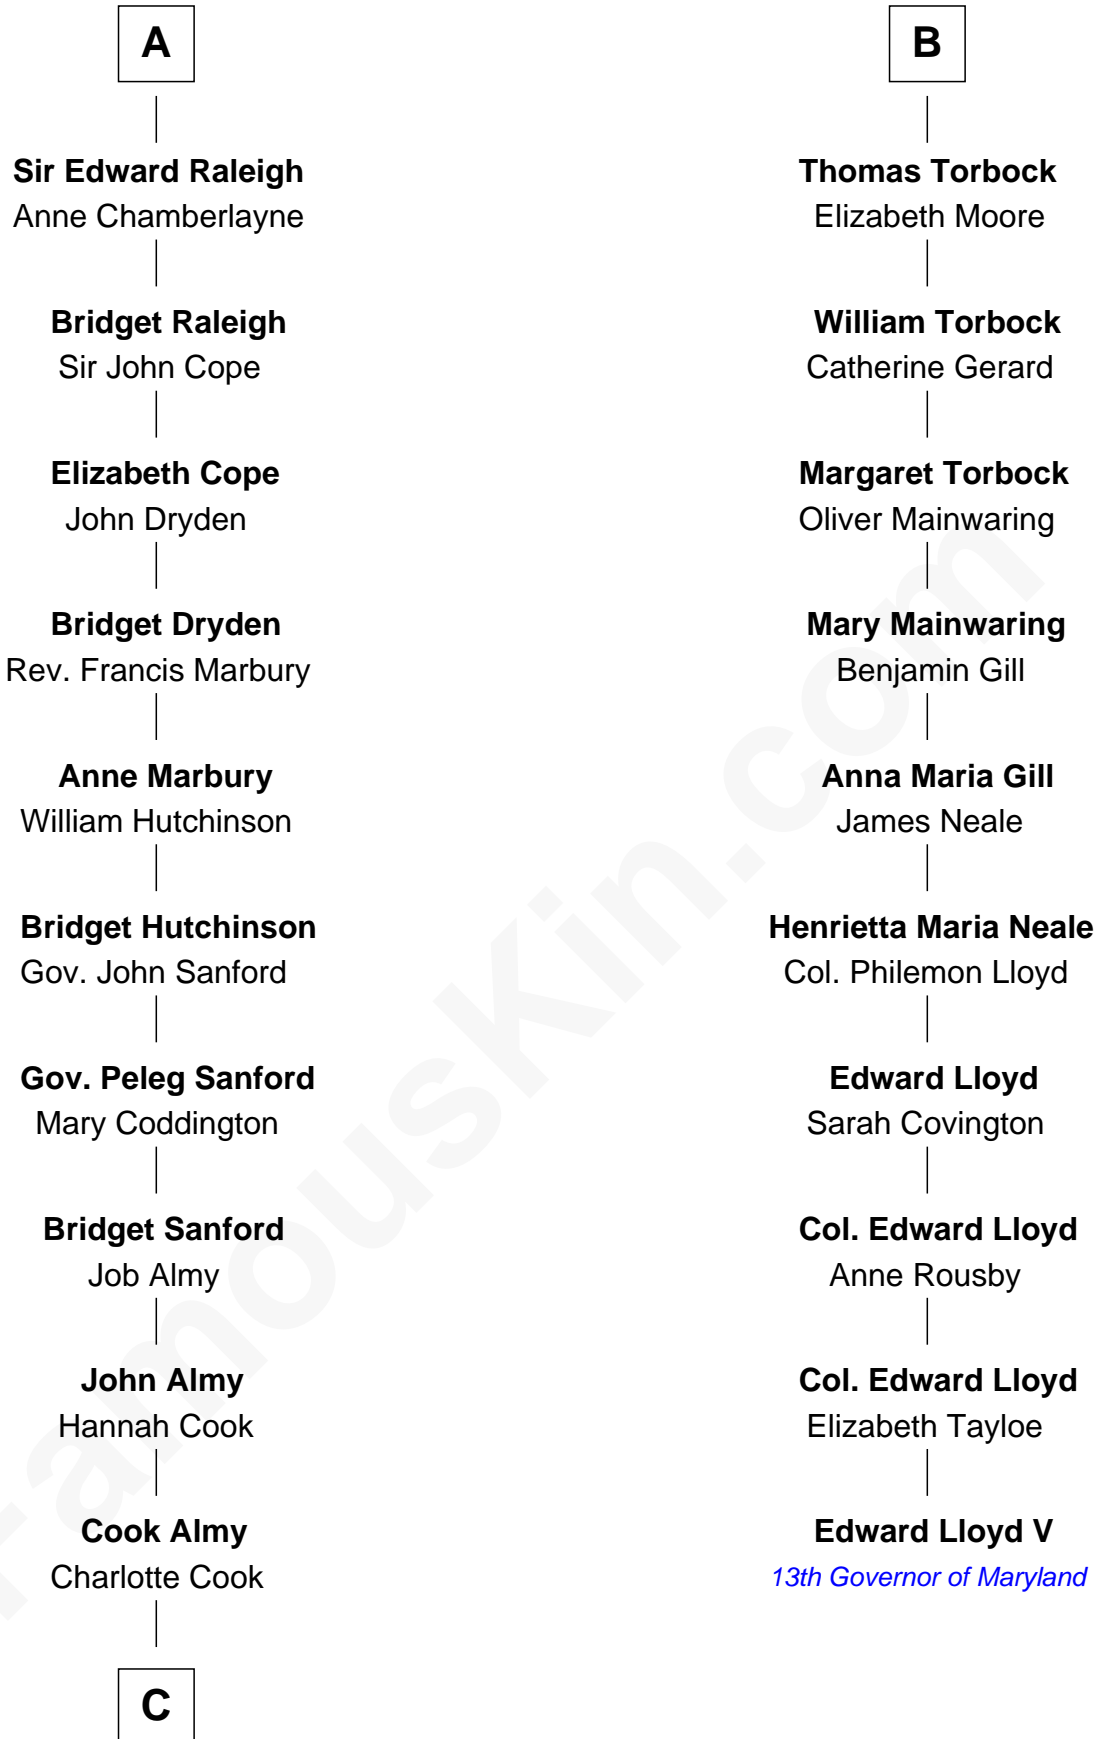 A
Sir Edward Raleigh
Anne Chamberlayne
Bridget Raleigh
Sir John Cope
Elizabeth Cope
John Dryden
Bridget Dryden
Rev. Francis Marbury
Anne Marbury
William Hutchinson
Bridget Hutchinson
Gov. John Sanford
Gov. Peleg Sanford
Mary Coddington
Bridget Sanford
Job Almy
John Almy
Hannah Cook
Cook Almy
Charlotte Cook
C
B
Thomas Torbock
Elizabeth Moore
William Torbock
Catherine Gerard
Margaret Torbock
Oliver Mainwaring
Mary Mainwaring
Benjamin Gill
Anna Maria Gill
James Neale
Henrietta Maria Neale
Col. Philemon Lloyd
Edward Lloyd
Sarah Covington
Col. Edward Lloyd
Anne Rousby
Col. Edward Lloyd
Elizabeth Tayloe
Edward Lloyd V
13th Governor of Maryland
FamousKin.com